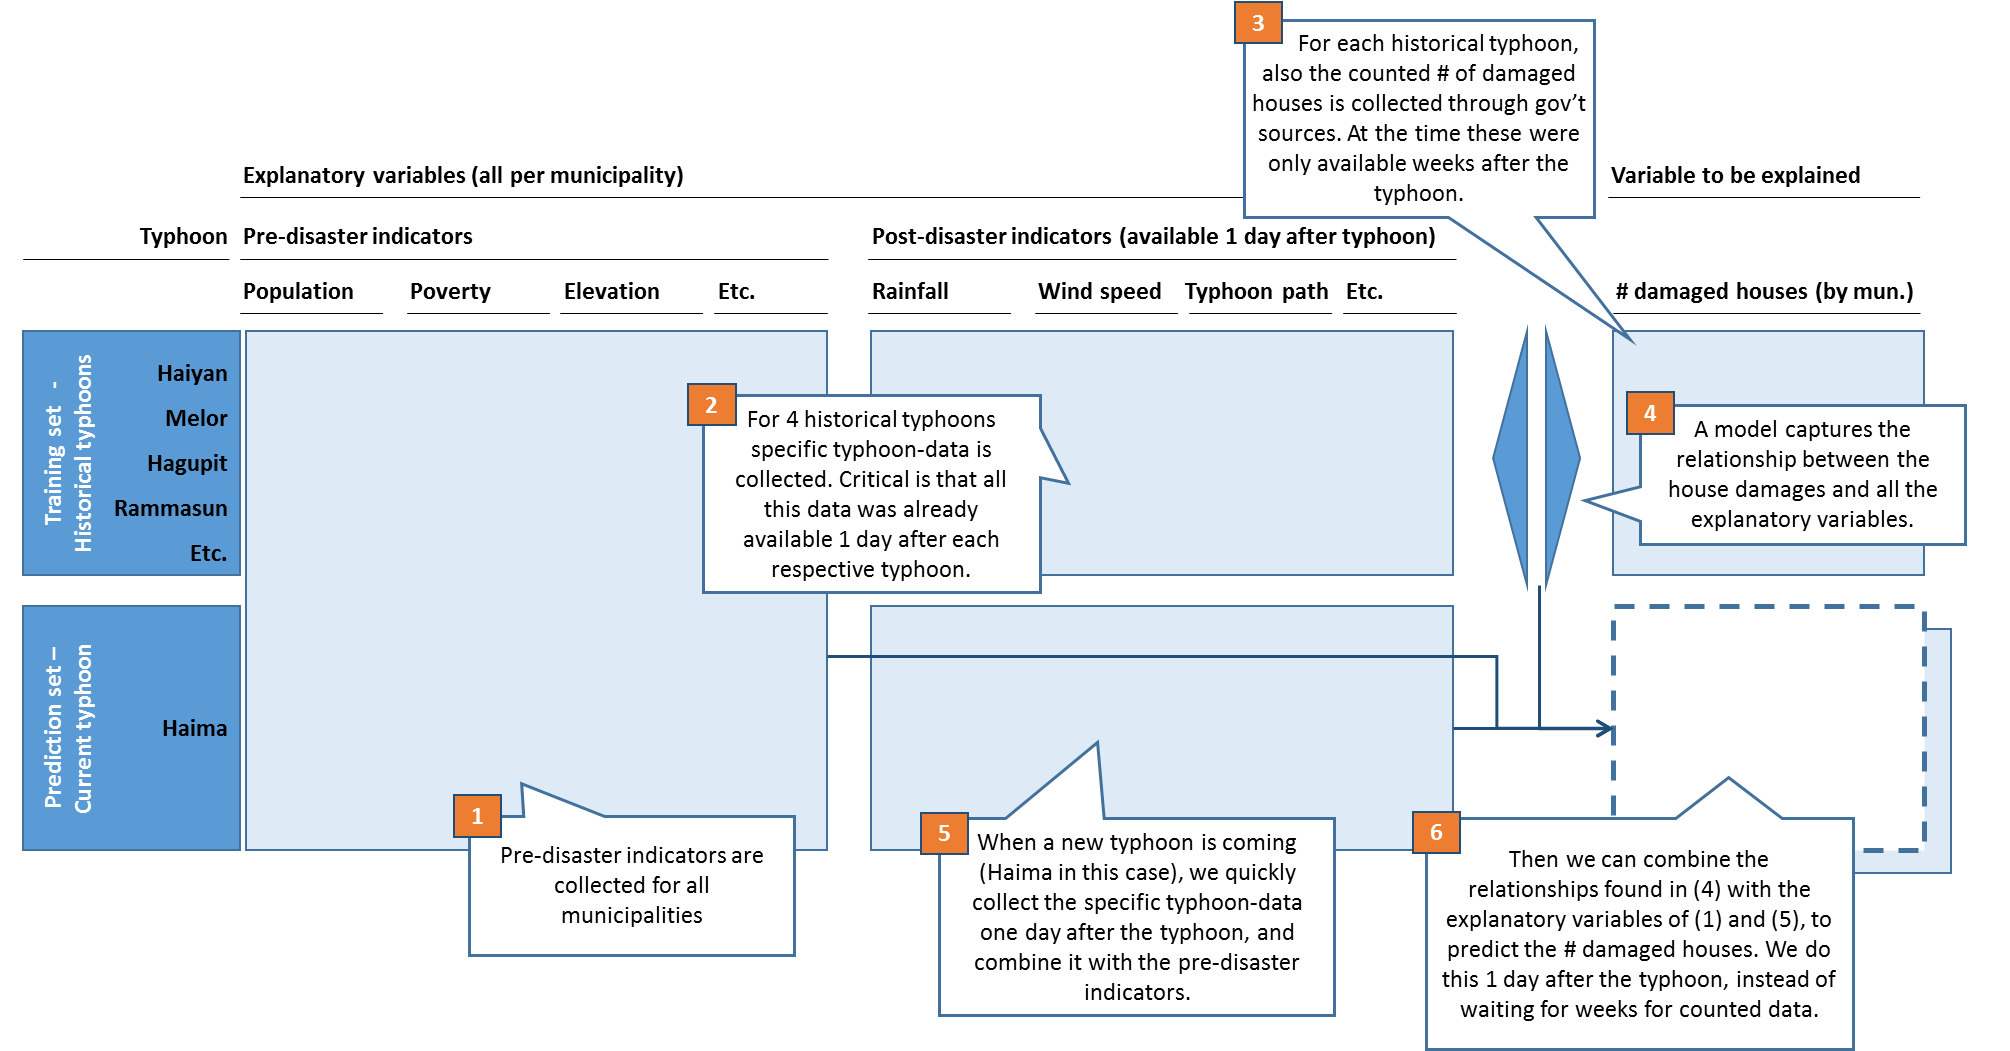 3
For each historical typhoon,
also the counted # of damaged
houses is collected through gov’t
sources. At the time these were
only available weeks after the
typhoon.
Explanatory variables (all per municipality)
Variable to be explained
Typhoon
Pre-disaster indicators
Post-disaster indicators (available 1 day after typhoon)
Population
Poverty
Elevation
Etc.
Rainfall
Wind speed
Typhoon path
Etc.
# damaged houses (by mun.)
Training set -
Historical typhoons
Haiyan
Melor
Hagupit
Rammasun
Etc.
2
For 4 historical typhoons
specific typhoon-data is
collected. Critical is that all
this data was already
available 1 day after each
respective typhoon.
4
A model captures the
relationship between the
house damages and all the
explanatory variables.
Prediction set –
Current typhoon
Haima
1
Pre-disaster indicators are
collected for all
municipalities
5
When a new typhoon is coming
(Haima in this case), we quickly
collect the specific typhoon-data
one day after the typhoon, and
combine it with the pre-disaster
indicators.
6
Then we can combine the
relationships found in (4) with the
explanatory variables of (1) and (5), to
predict the # damaged houses. We do
this 1 day after the typhoon, instead of
waiting for weeks for counted data.